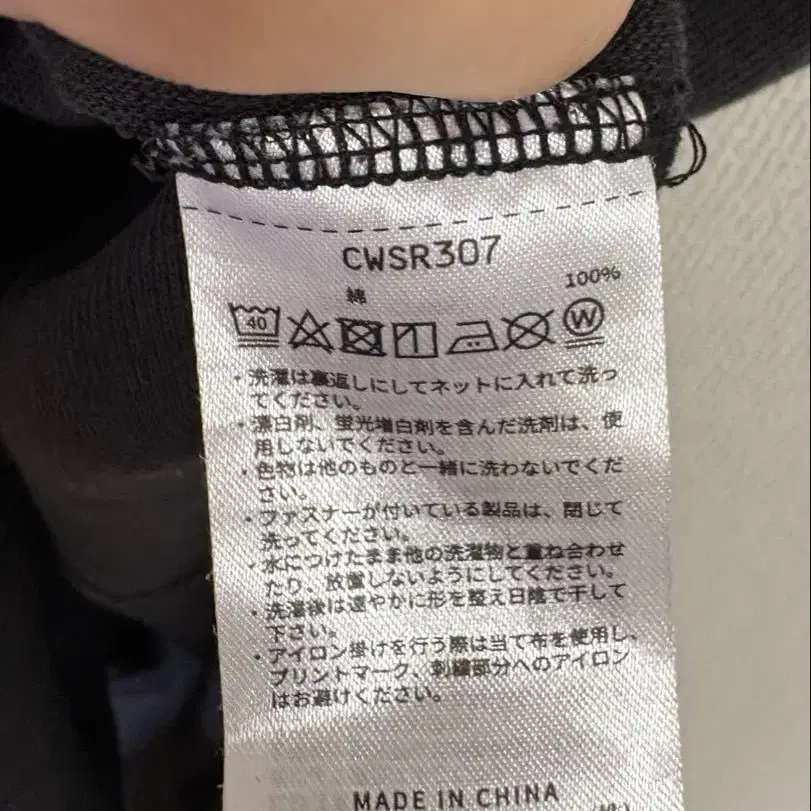 CWSR307
綿 100%
40 W
・洗濯は裏返しにしてネットに入れて洗っ
てください。
・漂白剤、蛍光増白剤を含んだ洗剤は、使
用しないでください。
・色物は他のものと一緒に洗わないでくだ
さい。
・ファスナーが付いている製品は、閉じて
洗ってください。
・水につけたまま他の洗濯物と重ね合わせ
たり、放置しないようにしてください。
・洗濯後は速やかに形を整え日陰で干して
下さい。
・アイロン掛けを行う際は当て布を使用し、
プリントマーク、刺繍部分へのアイロン
はお避けください。
MADE IN CHINA